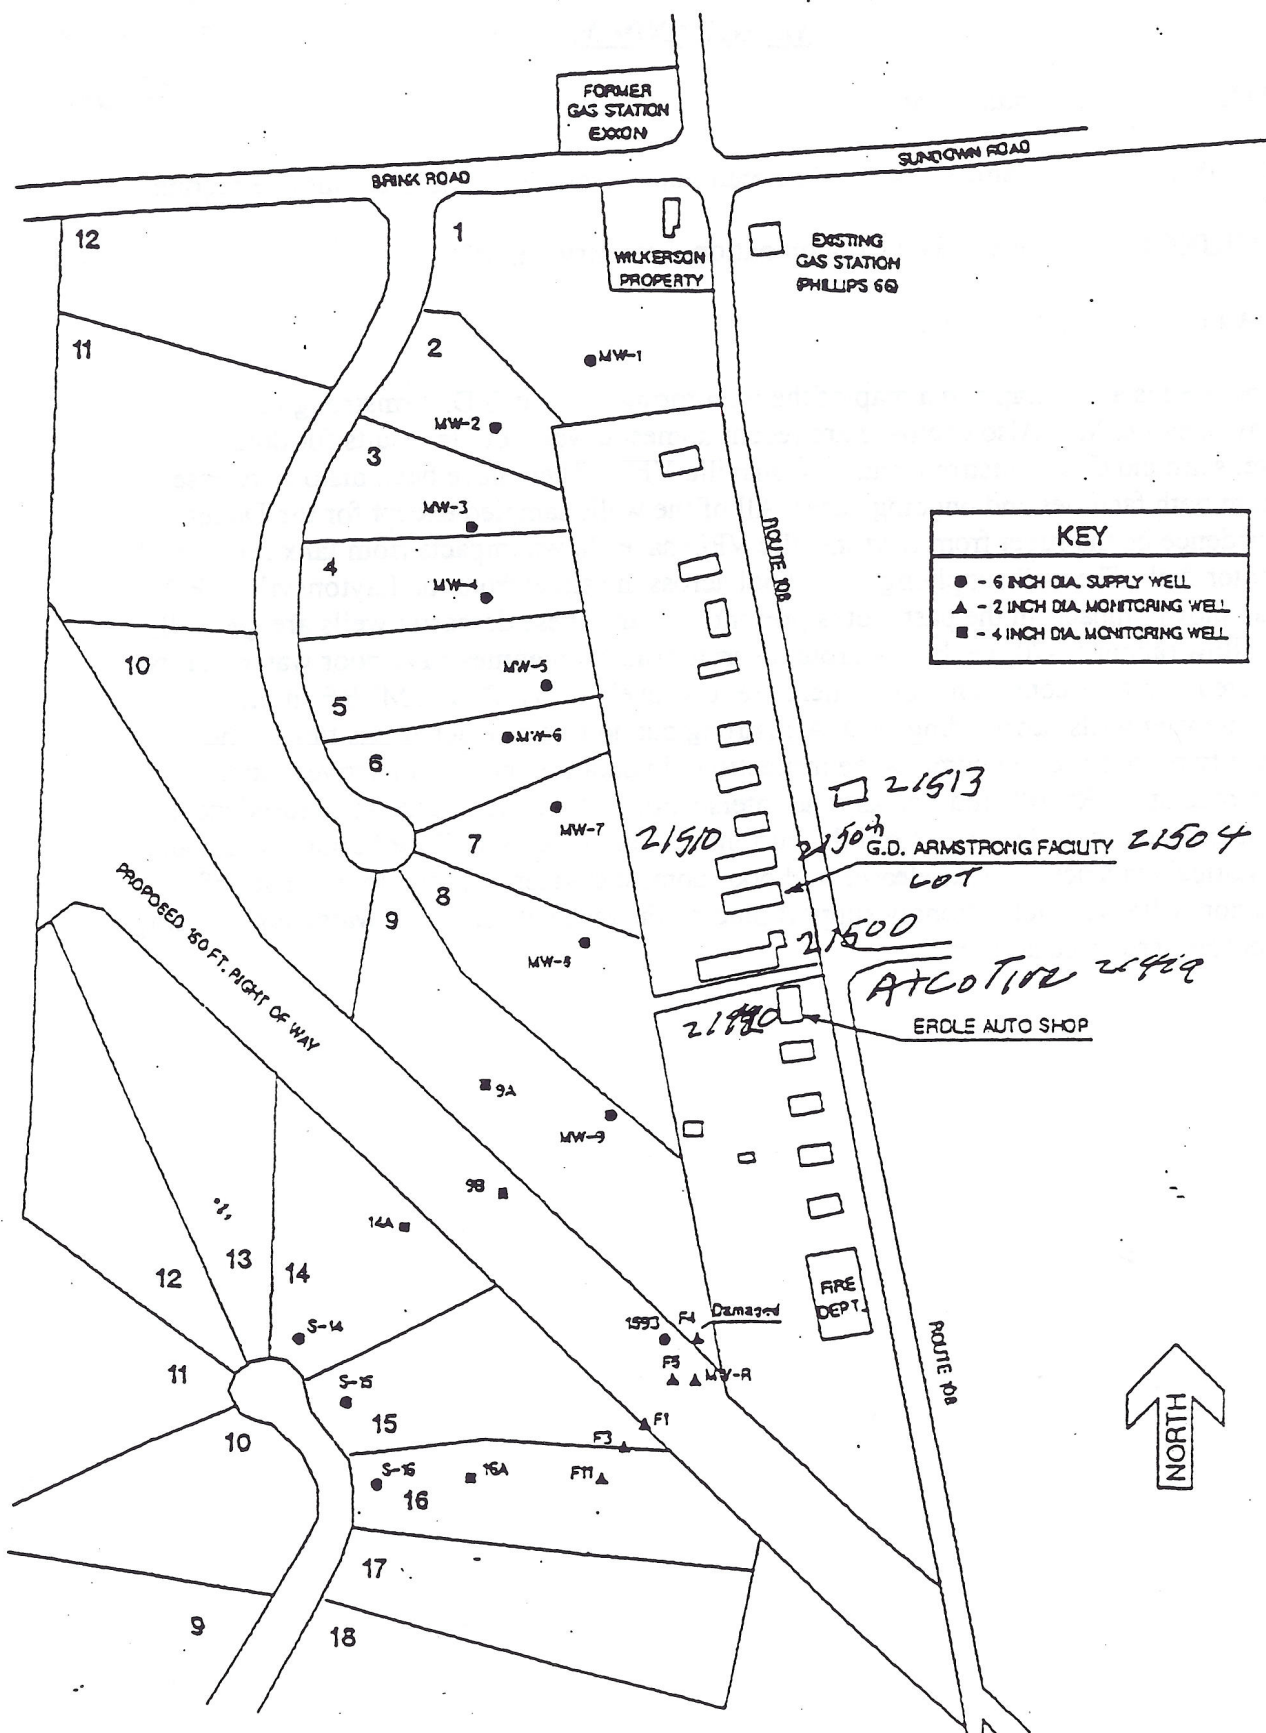 FORMER
GAS STATION
EXXON
BRINK ROAD
SUNDOWN ROAD
12
1
WILKERSON
PROPERTY
EXISTING
GAS STATION
(PHILLIPS 66)
11
2
MW-1
MW-2
3
MW-3
ROUTE 108
KEY
● - 6 INCH DIA. SUPPLY WELL
▲ - 2 INCH DIA. MONITORING WELL
■ - 4 INCH DIA. MONITORING WELL
4
MW-4
10
MW-5
5
MW-6
6
21513
MW-7
7
21510
21504
G.D. ARMSTRONG FACILITY 21504
LOT
PROPOSED 150 FT. RIGHT OF WAY
8
9
MW-8
21500
ATCO Tire
ERDLE AUTO SHOP
9A
MW-9
9B
14A
13
14
12
FIRE
DEPT.
S-14
1593
F4
Damaged
ROUTE 108
11
S-15
F5
MW-R
15
F1
10
F3
S-16
16A
F11
16
NORTH
17
9
18